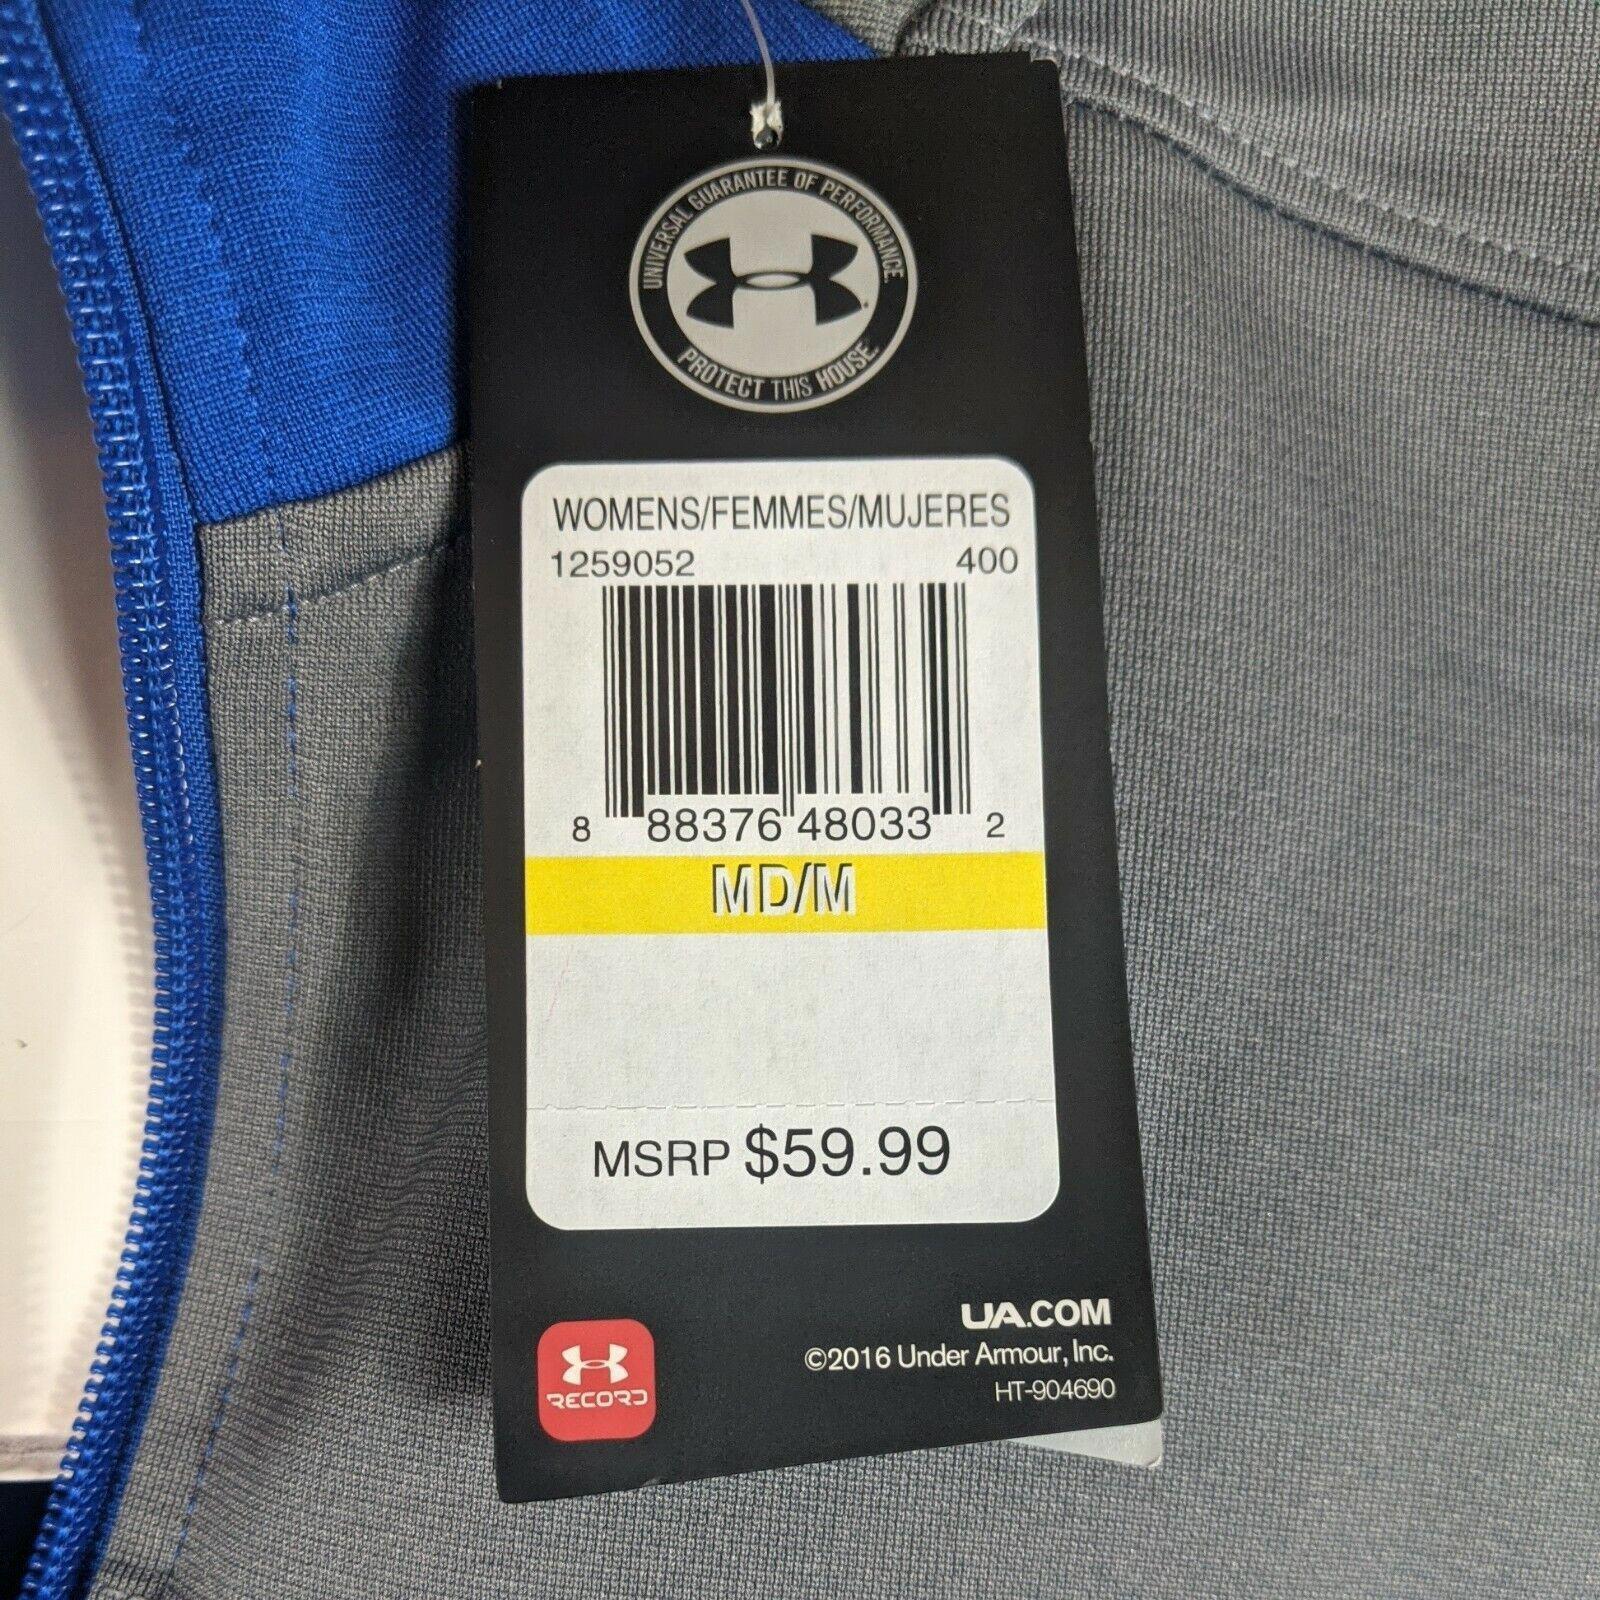 UNIVERSAL GUARANTEE OF PERFORMANCE.
PROTECT THIS HOUSE.
WOMENS/FEMMES/MUJERES
1259052 400
8 88376 48033 2
MD/M
MSRP $59.99
UA.COM
©2016 Under Armour, Inc.
HT-904690
RECORD